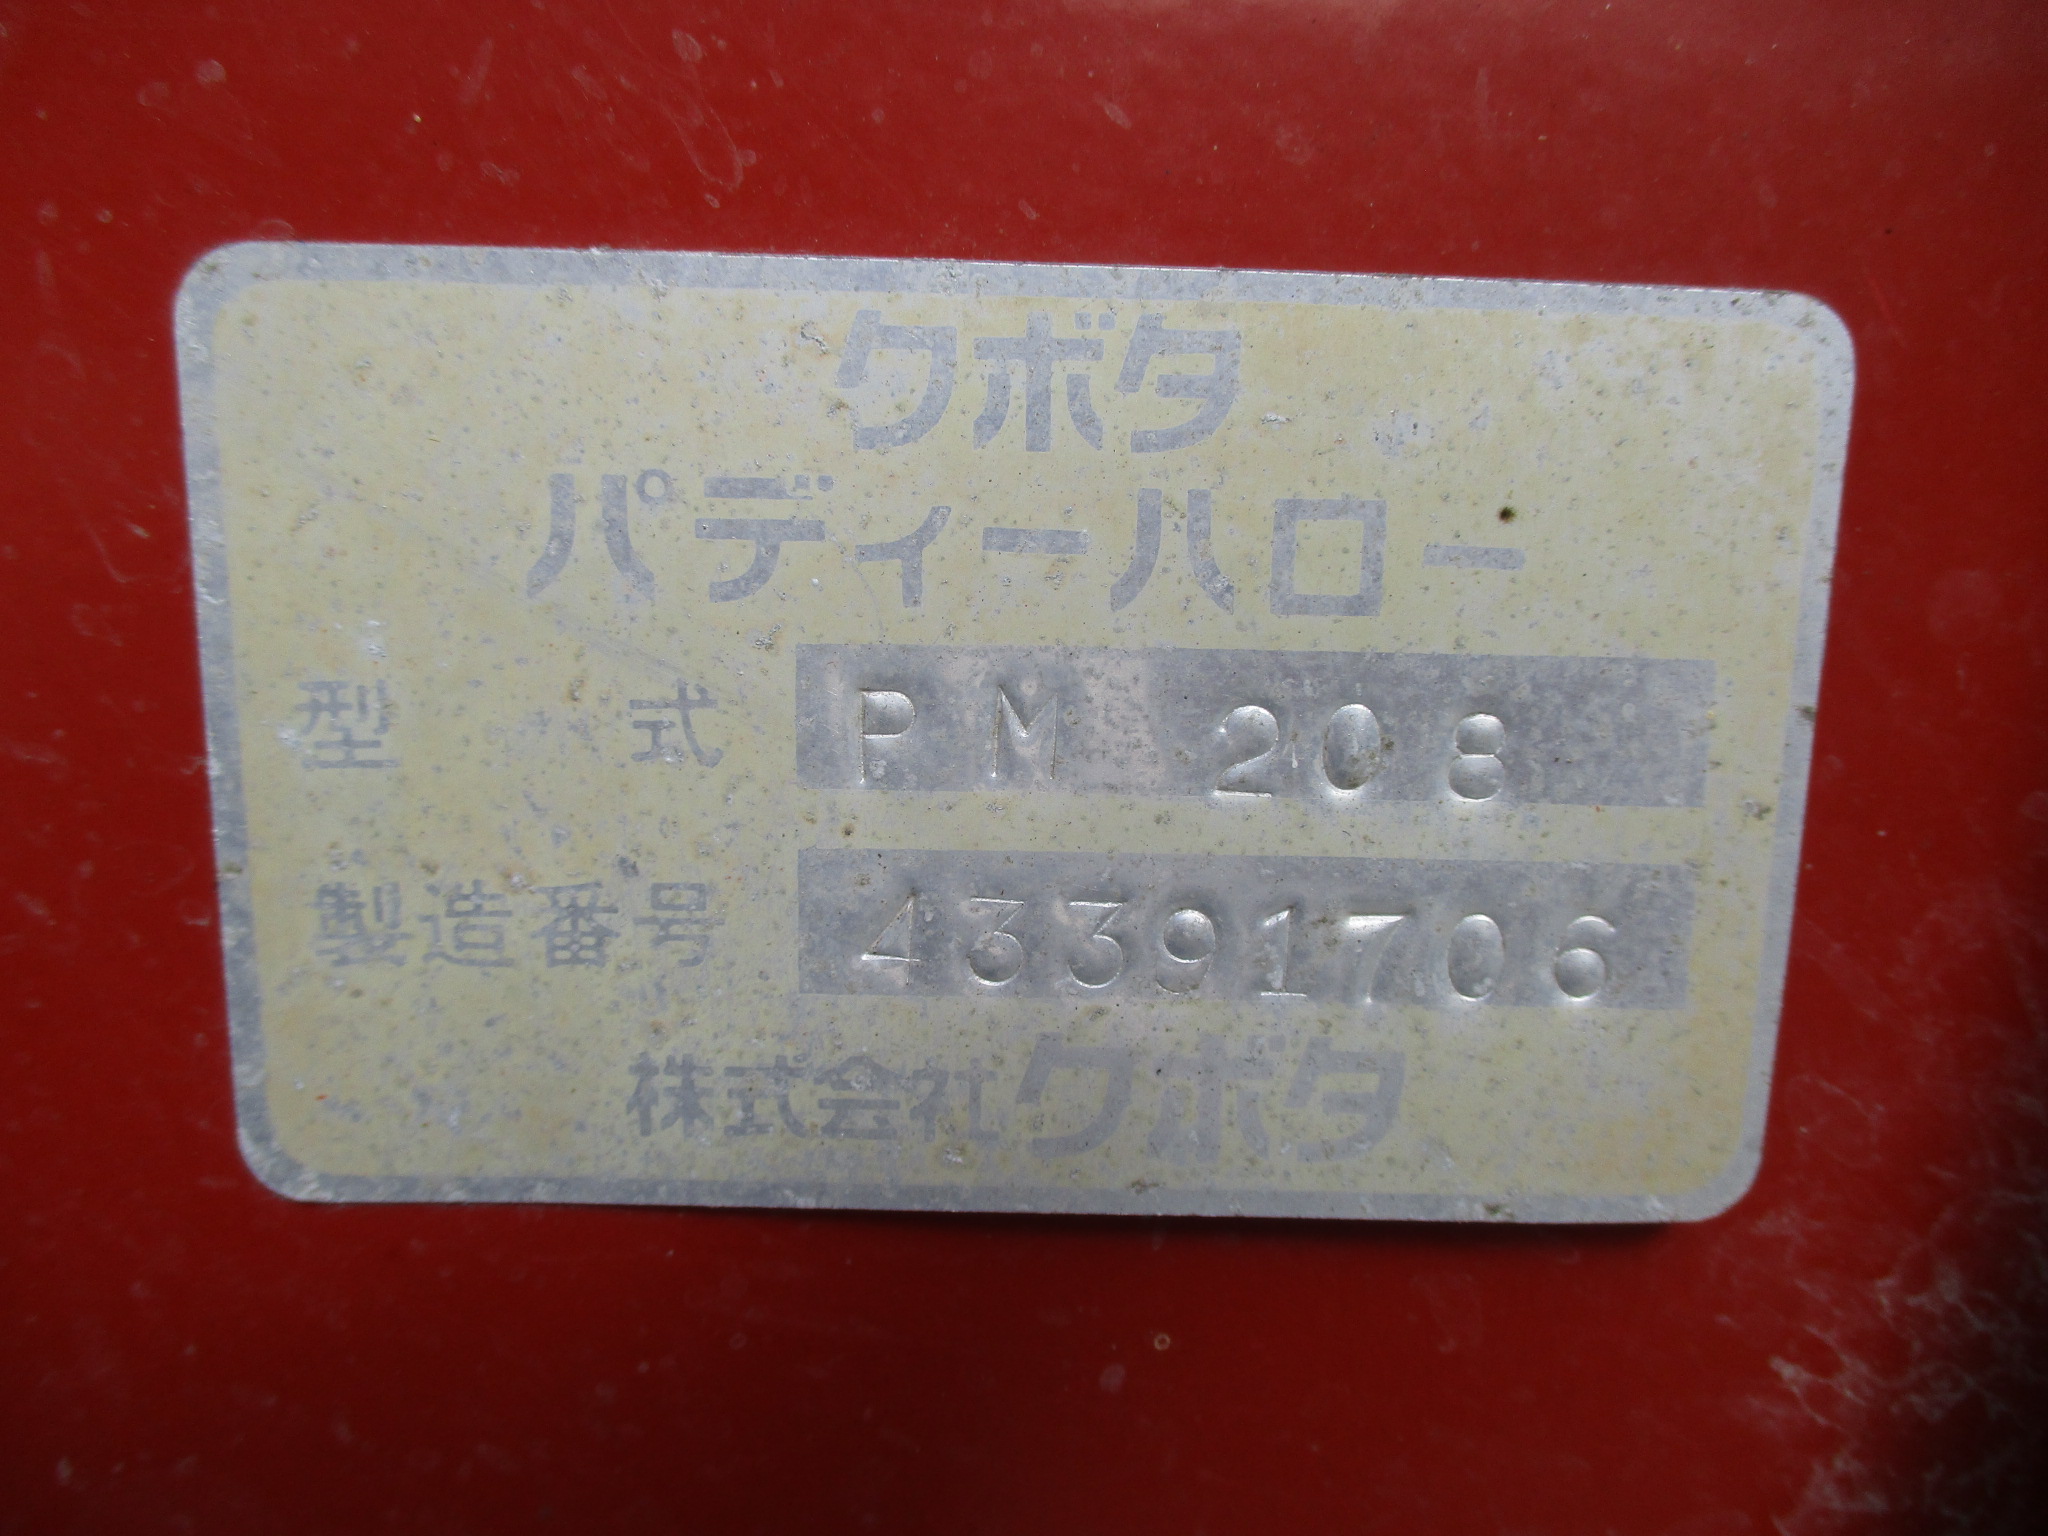 クボタ
パディーハロー
型式 PM 208
製造番号 43391706
株式会社クボタ